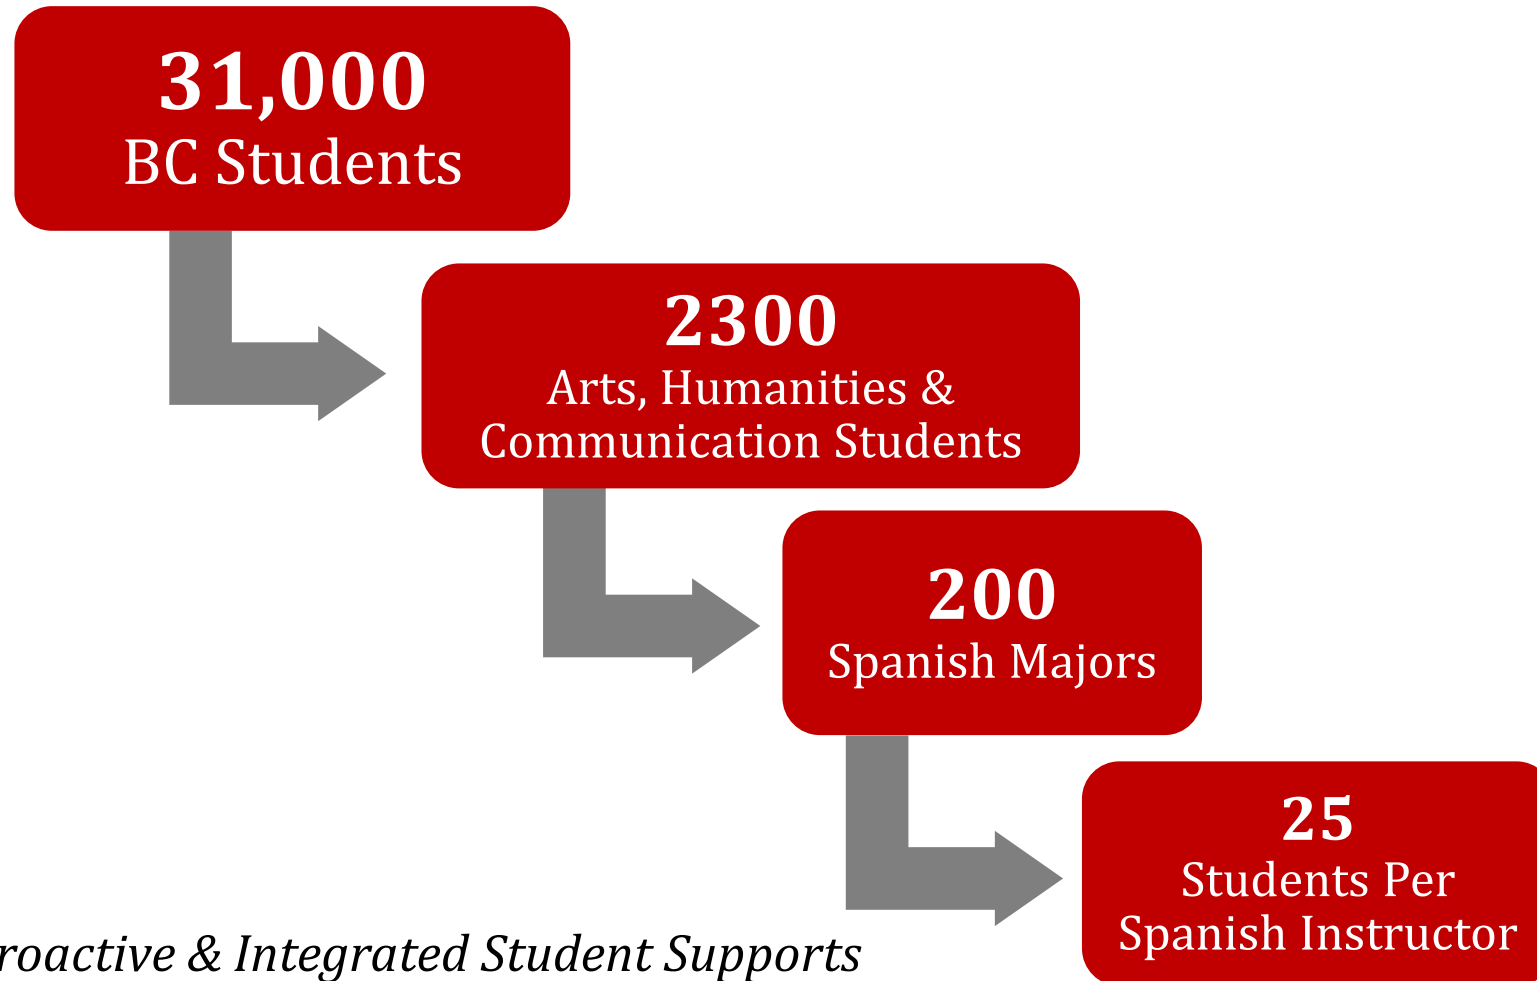 31,000
BC Students
2300
Arts, Humanities &
Communication Students
200
Spanish Majors
25
Students Per
Spanish Instructor
roactive & Integrated Student Supports